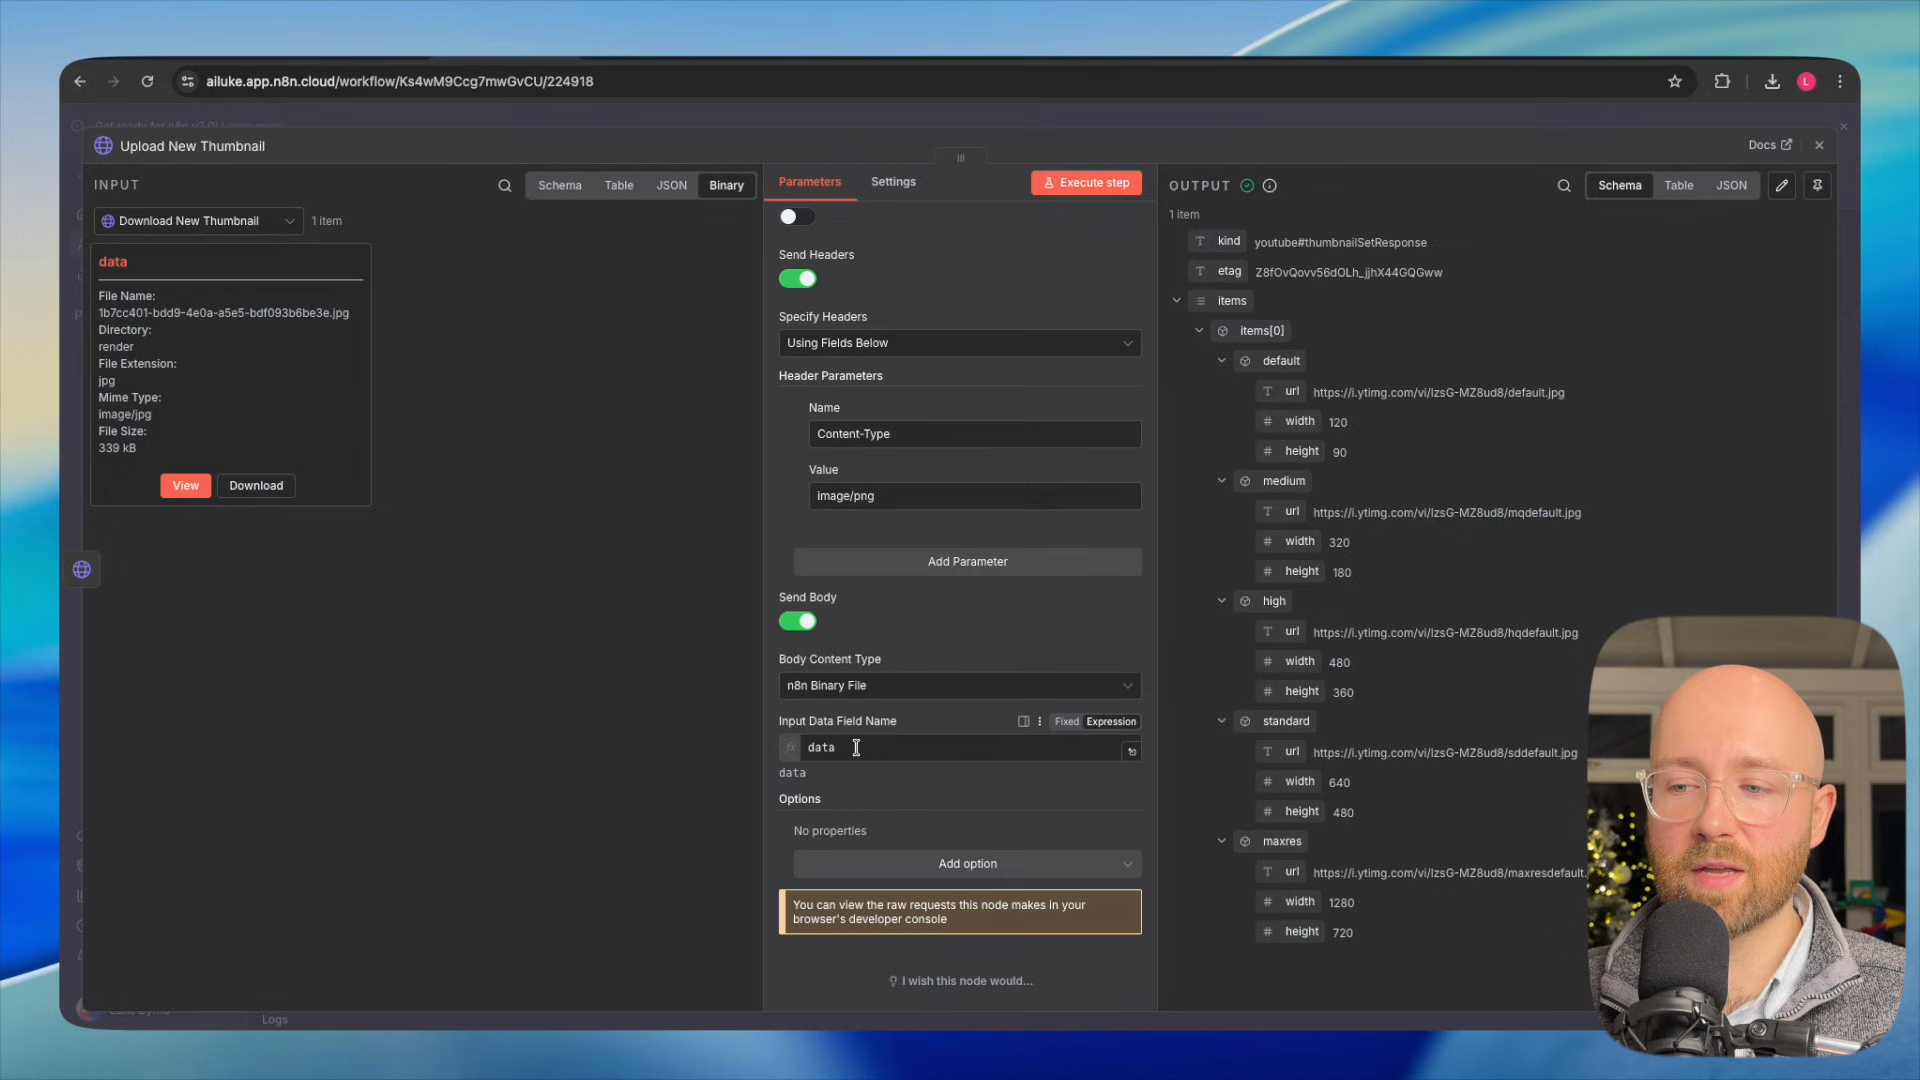 ailuke.app.n8n.cloud/workflow/Ks4wM9Ccg7mwGvCU/224918
L
Upload New Thumbnail
Docs
INPUT
Schema
Table
JSON
Binary
Download New Thumbnail
1 item
data
File Name:
1b7cc401-bdd9-4e0a-a5e5-bdf093b6be3e.jpg
Directory:
render
File Extension:
jpg
Mime Type:
image/jpg
File Size:
339 kB
View
Download
Parameters
Settings
Execute step
Send Headers
Specify Headers
Using Fields Below
Header Parameters
Name
Content-Type
Value
image/png
Add Parameter
Send Body
Body Content Type
n8n Binary File
Input Data Field Name
Fixed
Expression
fx
data
data
Options
No properties
Add option
You can view the raw requests this node makes in your
browser's developer console
I wish this node would...
OUTPUT
Schema
Table
JSON
1 item
T kind youtube#thumbnailSetResponse
T etag Z8fOvQovv56dOLh_jjhX44GQGww
items
items[0]
default
T url https://i.ytimg.com/vi/IzsG-MZ8ud8/default.jpg
# width 120
# height 90
medium
T url https://i.ytimg.com/vi/IzsG-MZ8ud8/mqdefault.jpg
# width 320
# height 180
high
T url https://i.ytimg.com/vi/IzsG-MZ8ud8/hqdefault.jpg
# width 480
# height 360
standard
T url https://i.ytimg.com/vi/IzsG-MZ8ud8/sddefault.jpg
# width 640
# height 480
maxres
T url https://i.ytimg.com/vi/IzsG-MZ8ud8/maxresdefault.
# width 1280
# height 720
Logs